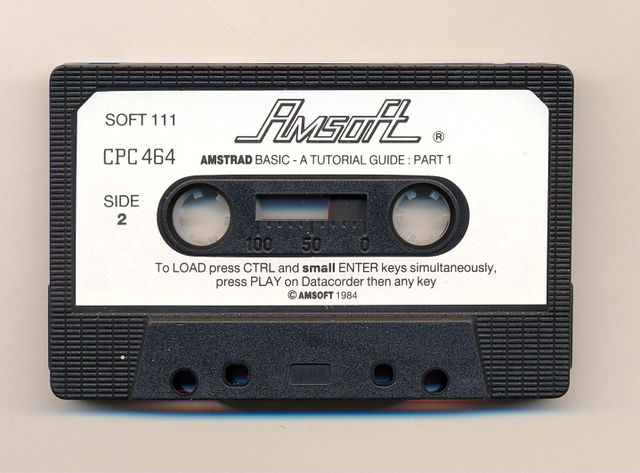 SOFT 111
Amsoft ®
CPC 464
AMSTRAD BASIC - A TUTORIAL GUIDE : PART 1
SIDE
2
100 50 0
To LOAD press CTRL and small ENTER keys simultaneously,
press PLAY on Datacorder then any key
© AMSOFT 1984